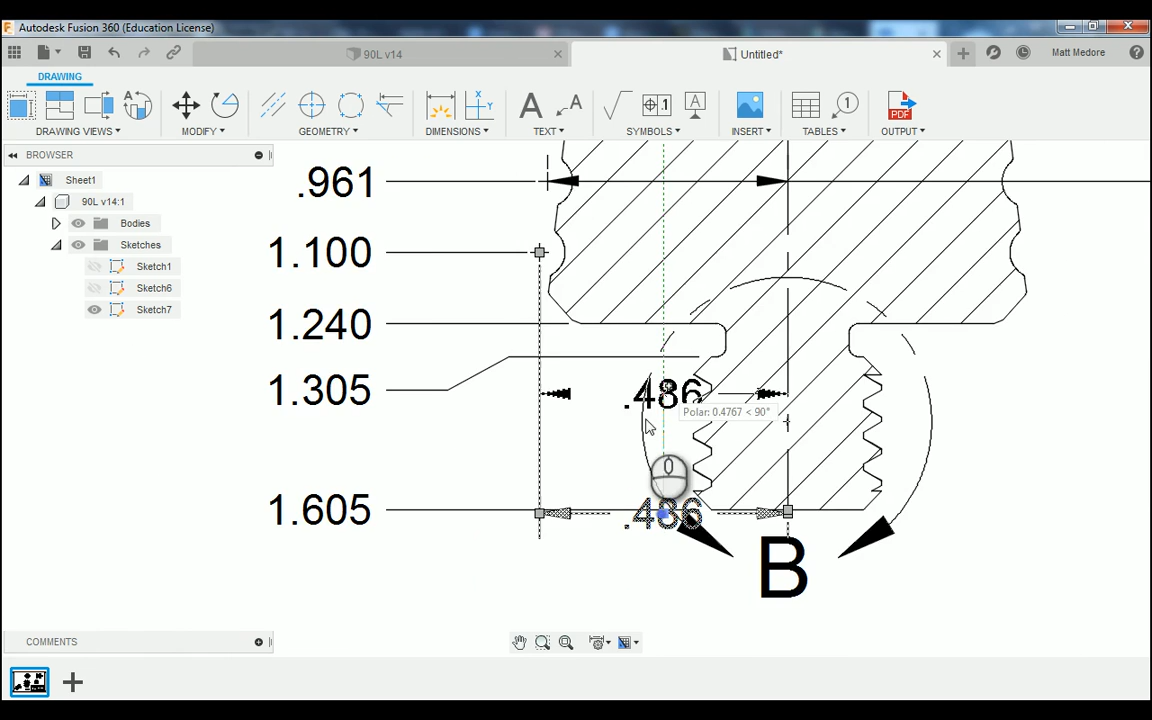 Autodesk Fusion 360 (Education License)
90L v14
Untitled*
Matt Medore
DRAWING
DRAWING VIEWS
MODIFY
GEOMETRY
DIMENSIONS
TEXT
SYMBOLS
INSERT
TABLES
OUTPUT
BROWSER
Sheet1
90L v14:1
Bodies
Sketches
Sketch1
Sketch6
Sketch7
.961
1.100
1.240
1.305
1.605
.486
Polar: 0.4767 < 90°
.486
B
COMMENTS